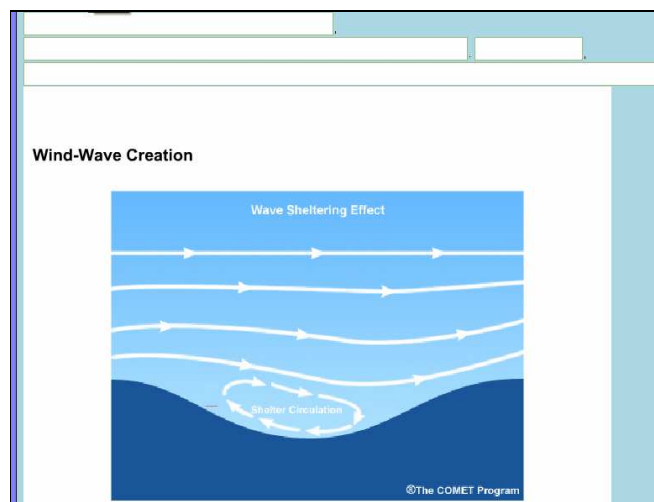 Wind-Wave Creation
Wave Sheltering Effect
Shelter Circulation
®The COMET Program